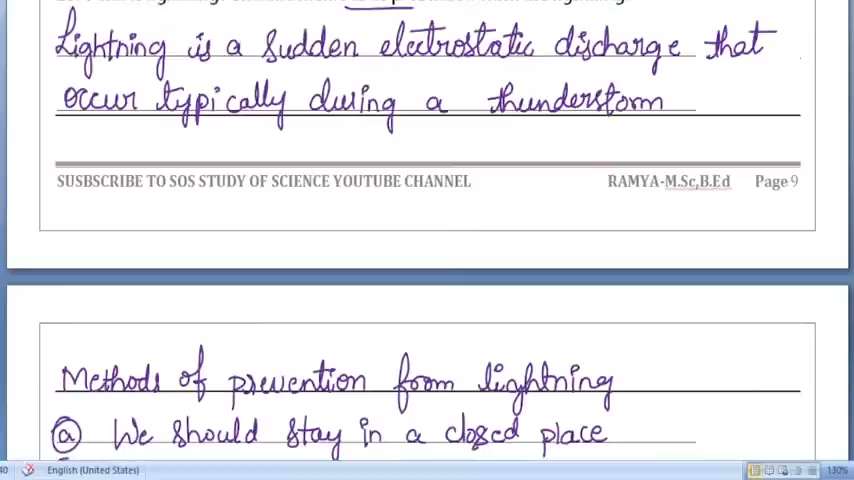 Lightning is a sudden electrostatic discharge that
occur typically during a thunderstorm
SUSBSCRIBE TO SOS STUDY OF SCIENCE YOUTUBE CHANNEL RAMYA-M.Sc,B.Ed Page 9
Methods of prevention from lightning
(a) We should stay in a closed place
40 English (United States) 130%